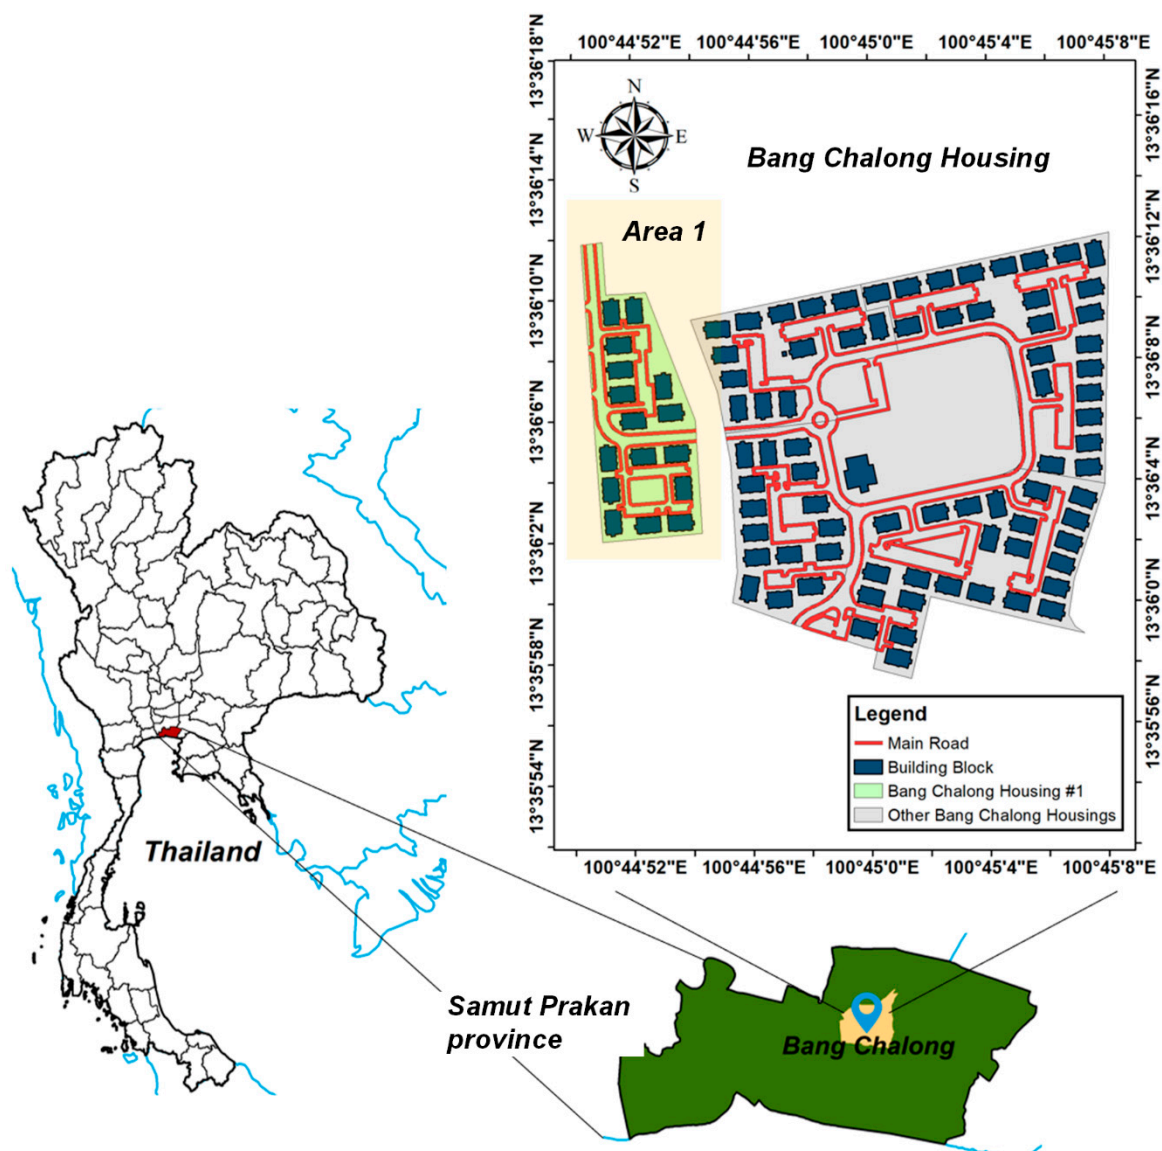 100°44'52"E 100°44'56"E 100°45'0"E 100°45'4"E 100°45'8"E
13°36'18"N
13°36'14"N
13°36'10"N
13°36'6"N
13°36'2"N
13°35'58"N
13°35'54"N
13°36'16"N
13°36'12"N
13°36'8"N
13°36'4"N
13°36'0"N
13°35'56"N
N
W E
S
Bang Chalong Housing
Area 1
Legend
Main Road
Building Block
Bang Chalong Housing #1
Other Bang Chalong Housings
100°44'52"E 100°44'56"E 100°45'0"E 100°45'4"E 100°45'8"E
Thailand
Samut Prakan
province
Bang Chalong